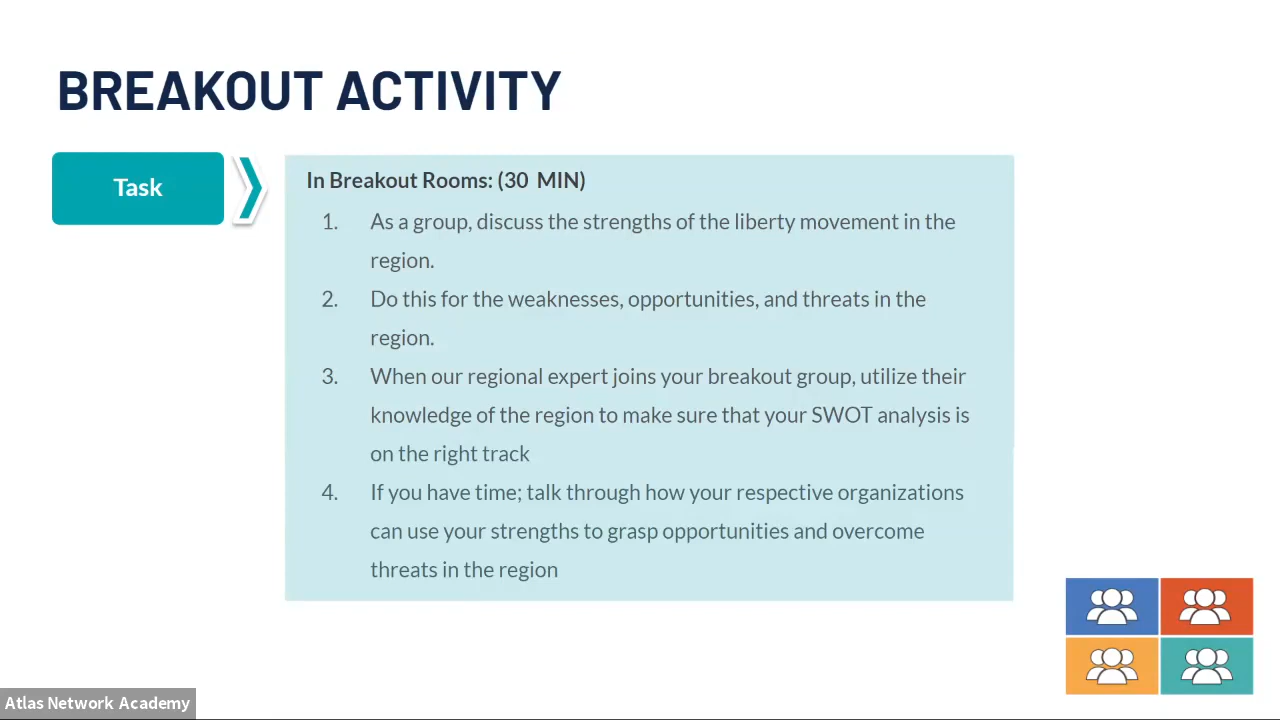 BREAKOUT ACTIVITY
Task
In Breakout Rooms: (30 MIN)
1. As a group, discuss the strengths of the liberty movement in the
region.
2. Do this for the weaknesses, opportunities, and threats in the
region.
3. When our regional expert joins your breakout group, utilize their
knowledge of the region to make sure that your SWOT analysis is
on the right track
4. If you have time; talk through how your respective organizations
can use your strengths to grasp opportunities and overcome
threats in the region
Atlas Network Academy